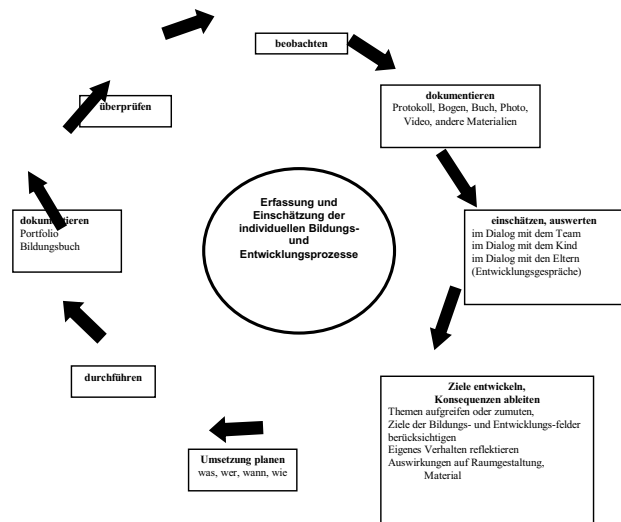 beobachten
dokumentieren
Protokoll, Bogen, Buch, Photo,
Video, andere Materialien
einschätzen, auswerten
im Dialog mit dem Team
im Dialog mit dem Kind
im Dialog mit den Eltern
(Entwicklungsgespräche)
Ziele entwickeln,
Konsequenzen ableiten
Themen aufgreifen oder zumuten,
Ziele der Bildungs- und Entwicklungs-felder
berücksichtigen
Eigenes Verhalten reflektieren
Auswirkungen auf Raumgestaltung,
Material
Umsetzung planen
was, wer, wann, wie
durchführen
dokumentieren
Portfolio
Bildungsbuch
überprüfen
Erfassung und
Einschätzung der
individuellen Bildungs-
und
Entwicklungsprozesse